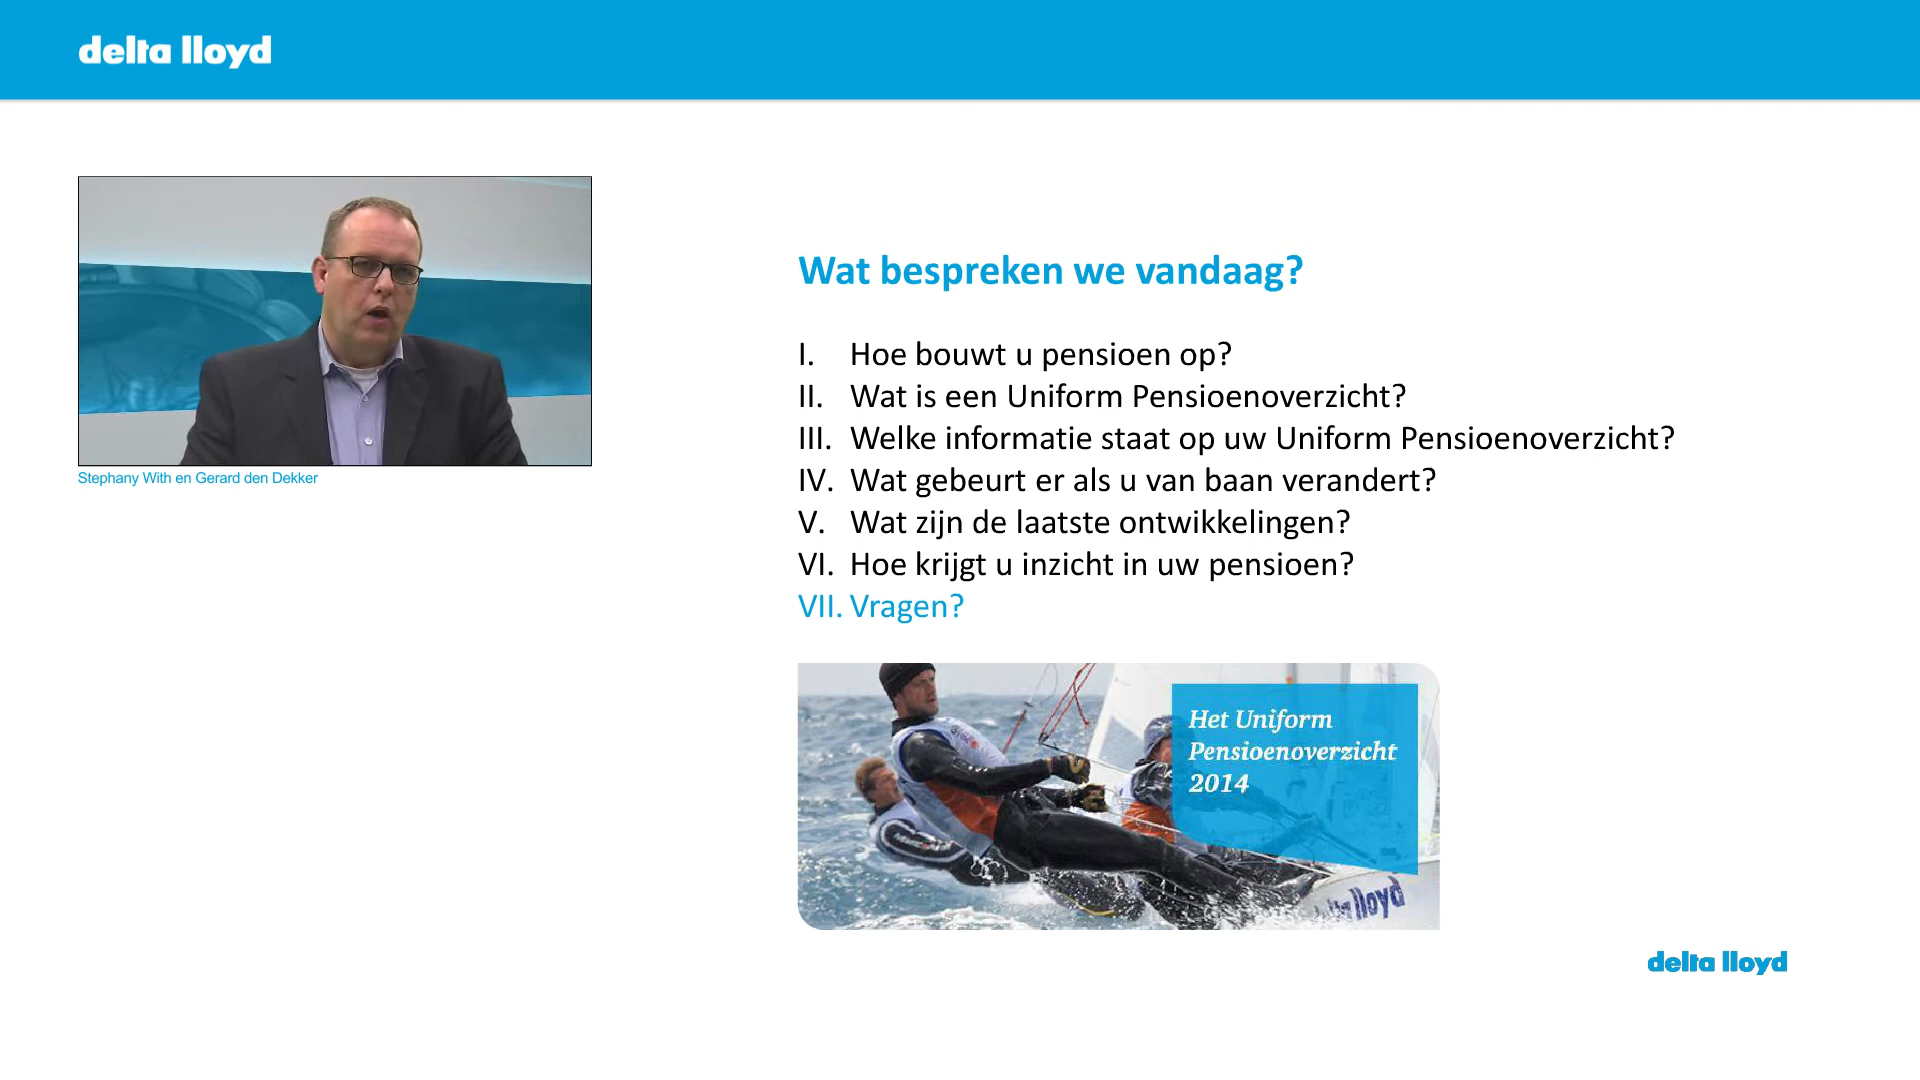 delta lloyd
Stephany With en Gerard den Dekker
Wat bespreken we vandaag?
I. Hoe bouwt u pensioen op?
II. Wat is een Uniform Pensioenoverzicht?
III. Welke informatie staat op uw Uniform Pensioenoverzicht?
IV. Wat gebeurt er als u van baan verandert?
V. Wat zijn de laatste ontwikkelingen?
VI. Hoe krijgt u inzicht in uw pensioen?
VII. Vragen?
Het Uniform
Pensioenoverzicht
2014
lloyd
delta lloyd